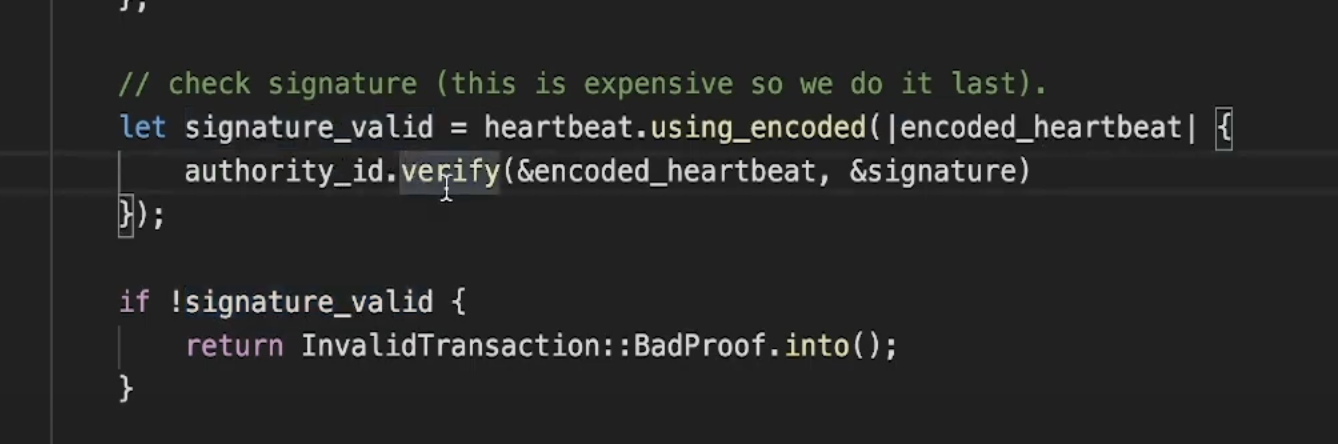 };
// check signature (this is expensive so we do it last).
let signature_valid = heartbeat.using_encoded(|encoded_heartbeat| {
authority_id.verify(&encoded_heartbeat, &signature)
});
if !signature_valid {
return InvalidTransaction::BadProof.into();
}